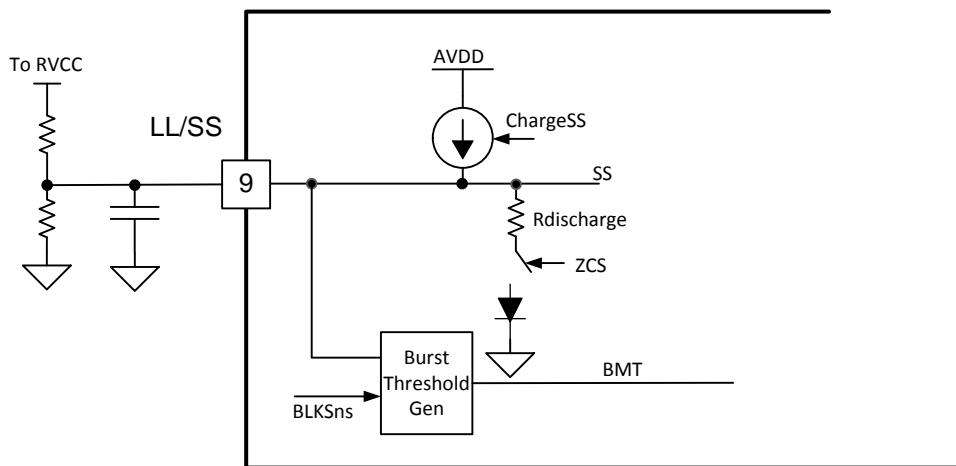 To RVCC
AVDD
LL/SS
ChargeSS
9
SS
Rdischarge
ZCS
Burst
Threshold
Gen
BMT
BLKSns